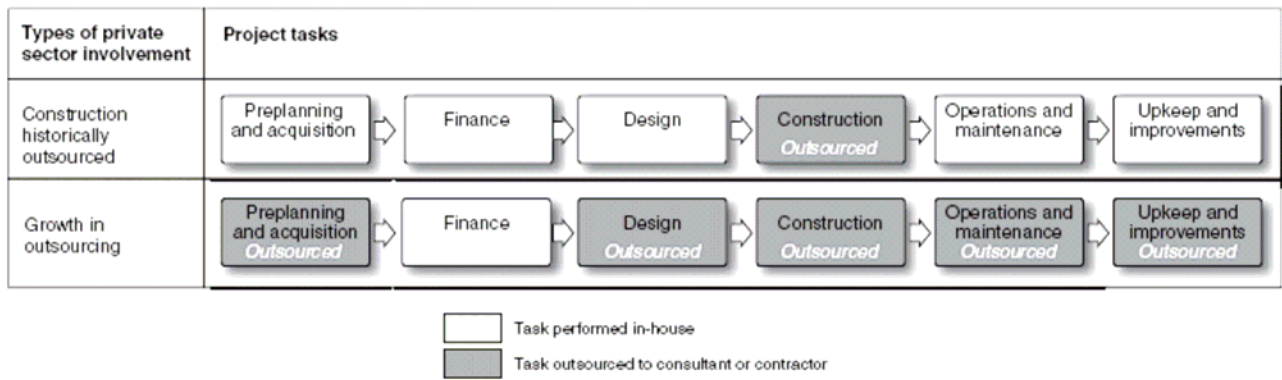 Types of private
sector involvement
Project tasks
Construction
historically
outsourced
Preplanning
and acquisition
Finance
Design
Construction
Outsourced
Operations and
maintenance
Upkeep and
improvements
Growth in
outsourcing
Preplanning
and acquisition
Outsourced
Finance
Design
Outsourced
Construction
Outsourced
Operations and
maintenance
Outsourced
Upkeep and
improvements
Outsourced
Task performed in-house
Task outsourced to consultant or contractor